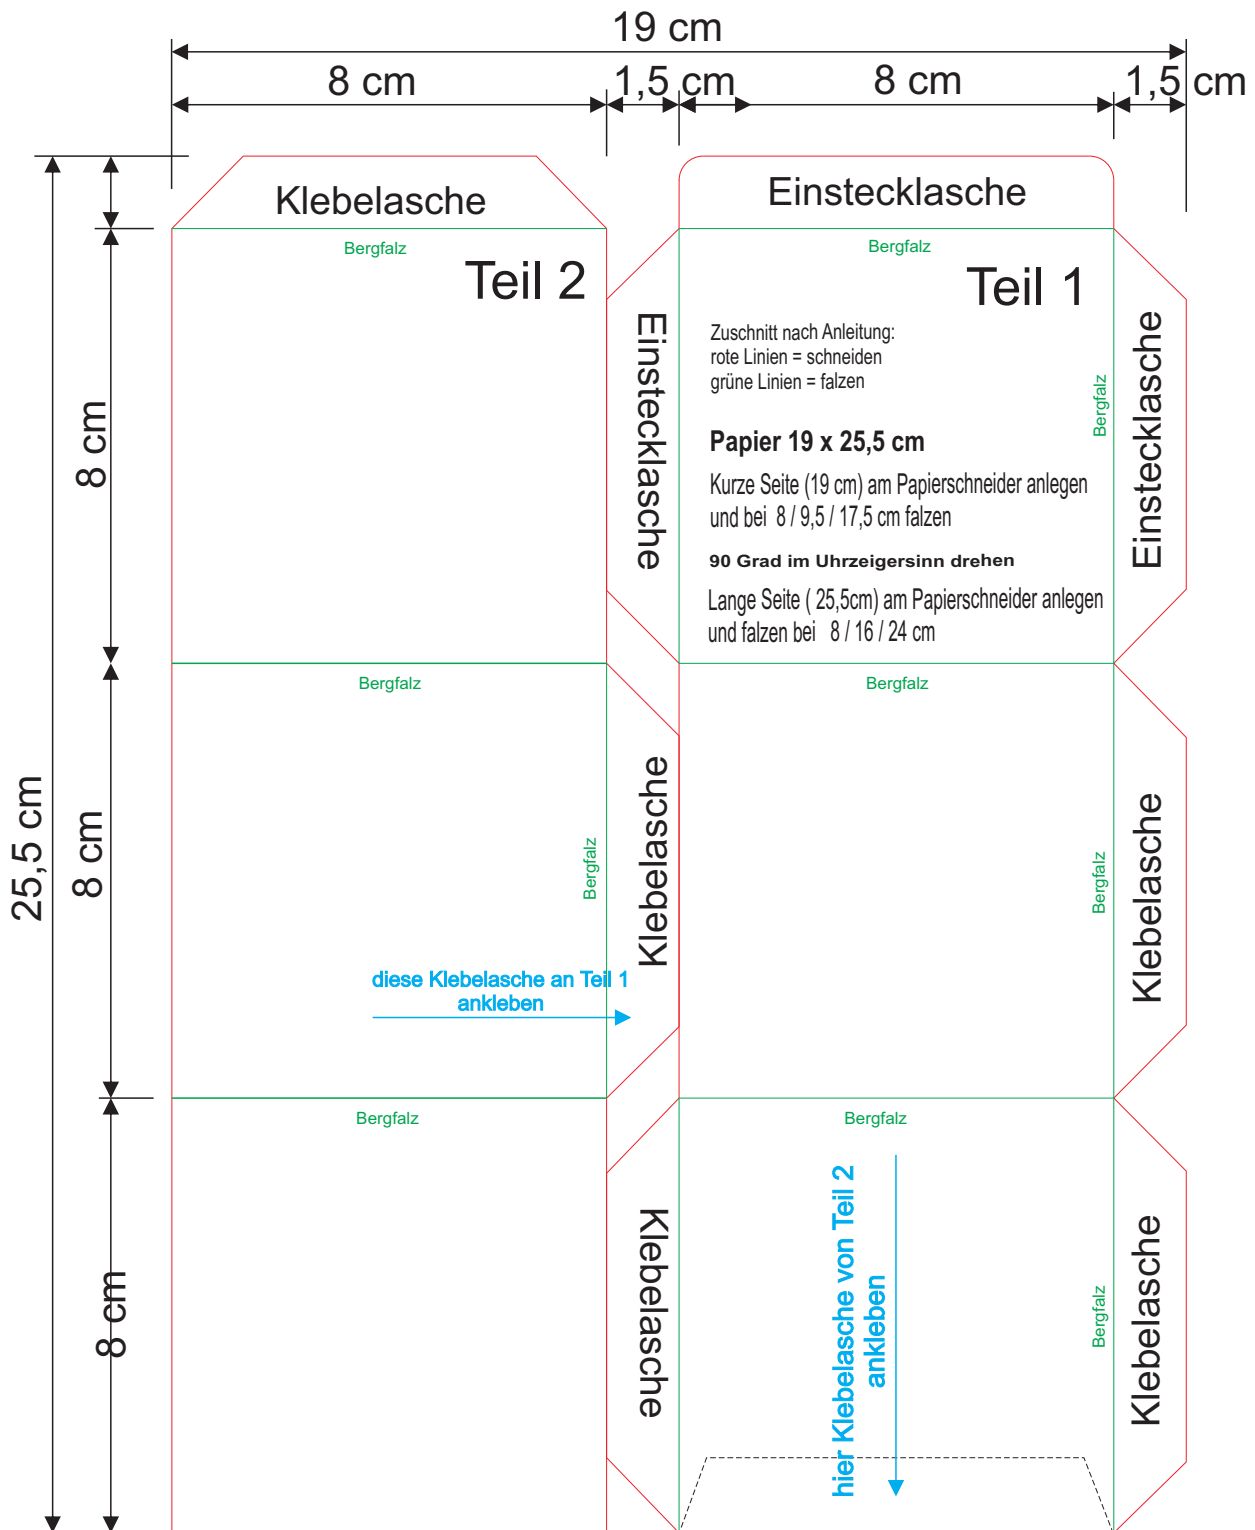 19 cm
8 cm
1,5 cm
8 cm
1,5 cm
Klebelasche
Einstecklasche
Bergfalz
Bergfalz
Teil 2
Teil 1
Einstecklasche
Zuschnitt nach Anleitung:
rote Linien = schneiden
grüne Linien = falzen
Bergfalz
Einstecklasche
8 cm
Papier 19 x 25,5 cm
Kurze Seite (19 cm) am Papierschneider anlegen
und bei 8 / 9,5 / 17,5 cm falzen
90 Grad im Uhrzeigersinn drehen
Lange Seite ( 25,5cm) am Papierschneider anlegen
und falzen bei 8 / 16 / 24 cm
Bergfalz
Bergfalz
25,5 cm
8 cm
Bergfalz
Klebelasche
Bergfalz
Klebelasche
diese Klebelasche an Teil 1
ankleben
Bergfalz
Bergfalz
8 cm
Klebelasche
hier Klebelasche von Teil 2
ankleben
Bergfalz
Klebelasche